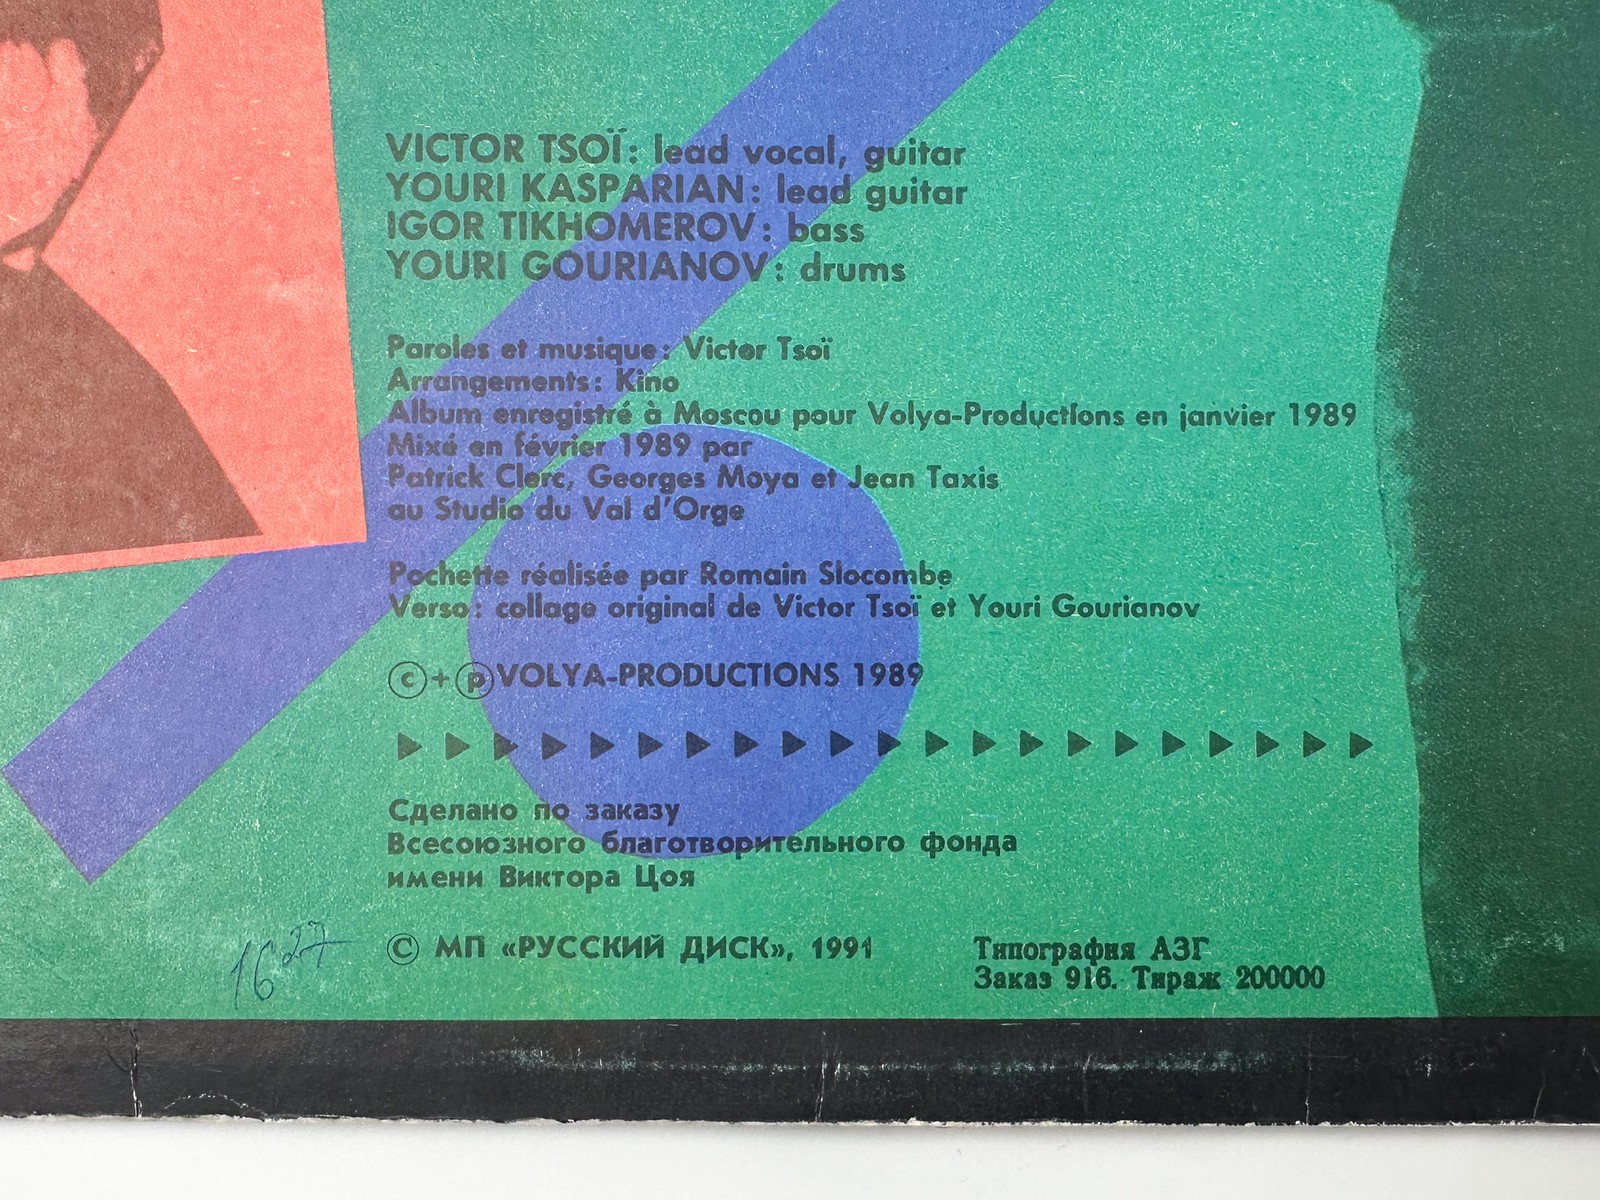 VICTOR TSOÏ: lead vocal, guitar
YOURI KASPARIAN: lead guitar
IGOR TIKHOMEROV: bass
YOURI GOURIANOV: drums
Paroles et musique: Victor Tsoï
Arrangements: Kino
Album enregistré à Moscou pour Volya-Productions en janvier 1989
Mixé en février 1989 par
Patrick Clerc, Georges Moya et Jean Taxis
au Studio du Val d'Orge
Pochette réalisée par Romain Slocombe
Verso: collage original de Victor Tsoï et Youri Gourianov
©+℗VOLYA-PRODUCTIONS 1989
Сделано по заказу
Всесоюзного благотворительного фонда
имени Виктора Цоя
© МП «РУССКИЙ ДИСК», 1991
Типография АЗГ
Заказ 916. Тираж 200000
16 27